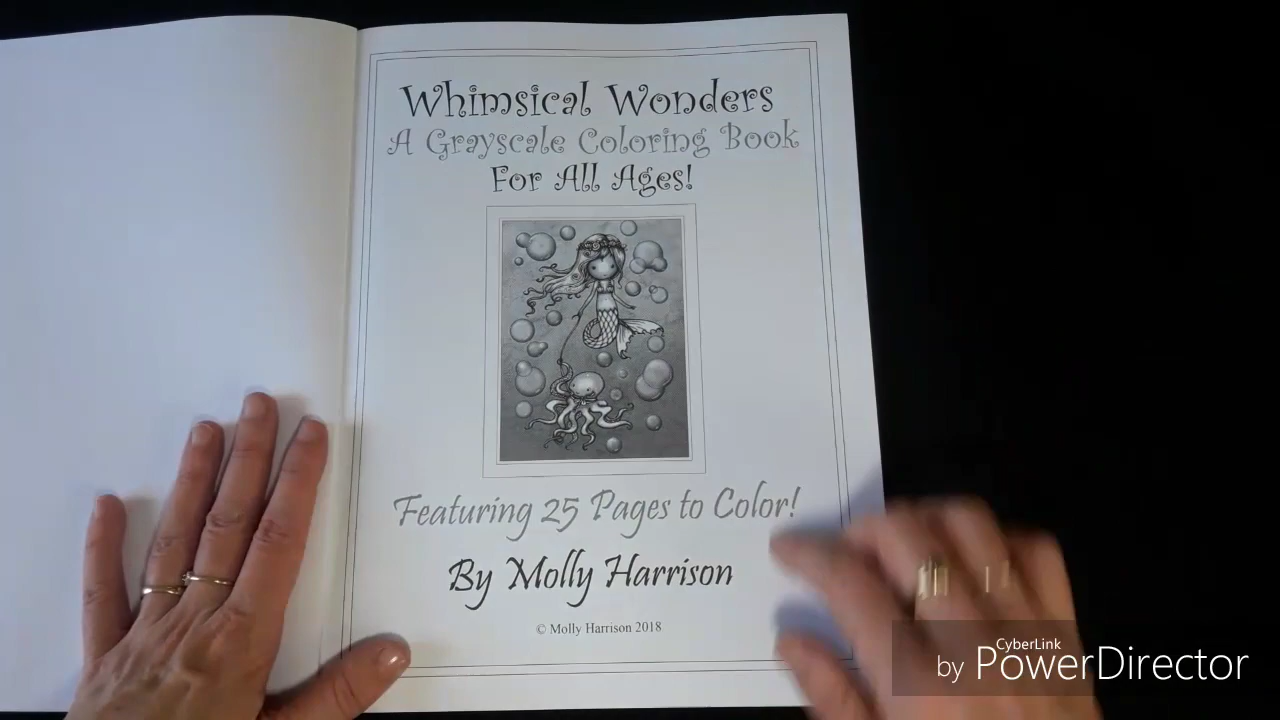 Whimsical Wonders
A Grayscale Coloring Book
For All Ages!
Featuring 25 Pages to Color!
By Molly Harrison
© Molly Harrison 2018
CyberLink
by PowerDirector